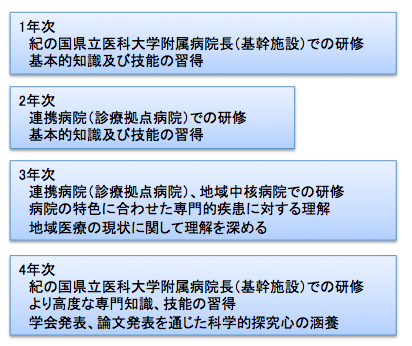 1年次
紀の国県立医科大学附属病院長（基幹施設）での研修
基本的知識及び技能の習得
2年次
連携病院（診療拠点病院）での研修
基本的知識及び技能の習得
3年次
連携病院（診療拠点病院）、地域中核病院での研修
病院の特色に合わせた専門的疾患に対する理解
地域医療の現状に関して理解を深める
4年次
紀の国県立医科大学附属病院長（基幹施設）での研修
より高度な専門知識、技能の習得
学会発表、論文発表を通じた科学的探究心の涵養